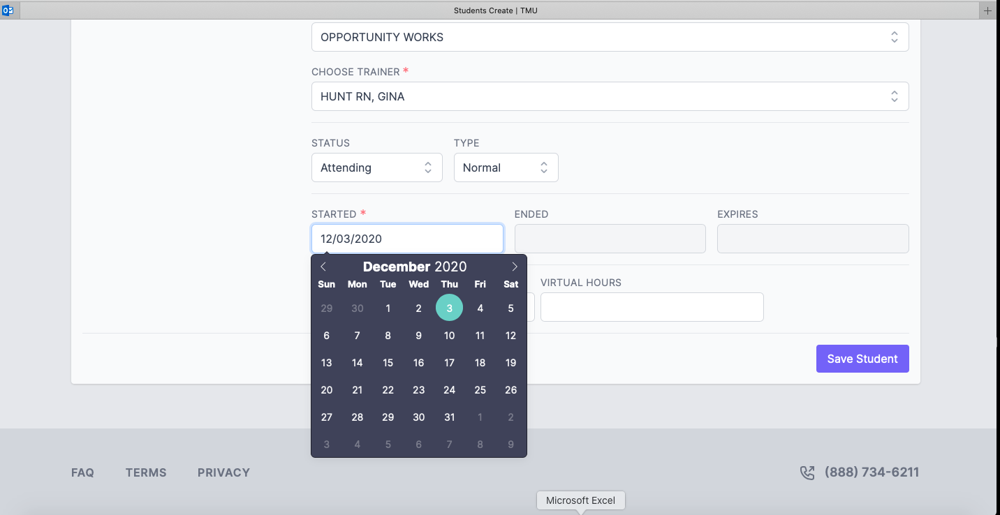 Students Create | TMU
OPPORTUNITY WORKS
CHOOSE TRAINER *
HUNT RN, GINA
STATUS TYPE
Attending Normal
STARTED * ENDED EXPIRES
12/03/2020
December 2020
Sun Mon Tue Wed Thu Fri Sat
29 30 1 2 3 4 5
6 7 8 9 10 11 12
13 14 15 16 17 18 19
20 21 22 23 24 25 26
27 28 29 30 31 1 2
3 4 5 6 7 8 9
VIRTUAL HOURS
Save Student
FAQ TERMS PRIVACY (888) 734-6211
Microsoft Excel